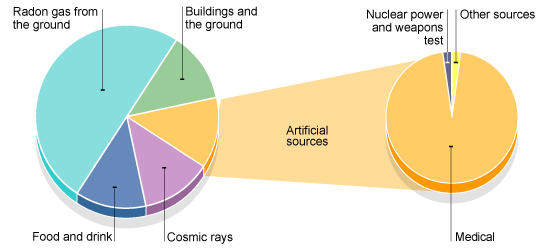 Radon gas from
the ground
Buildings and
the ground
Nuclear power
and weapons
test
Other sources
Artificial
sources
Food and drink
Cosmic rays
Medical